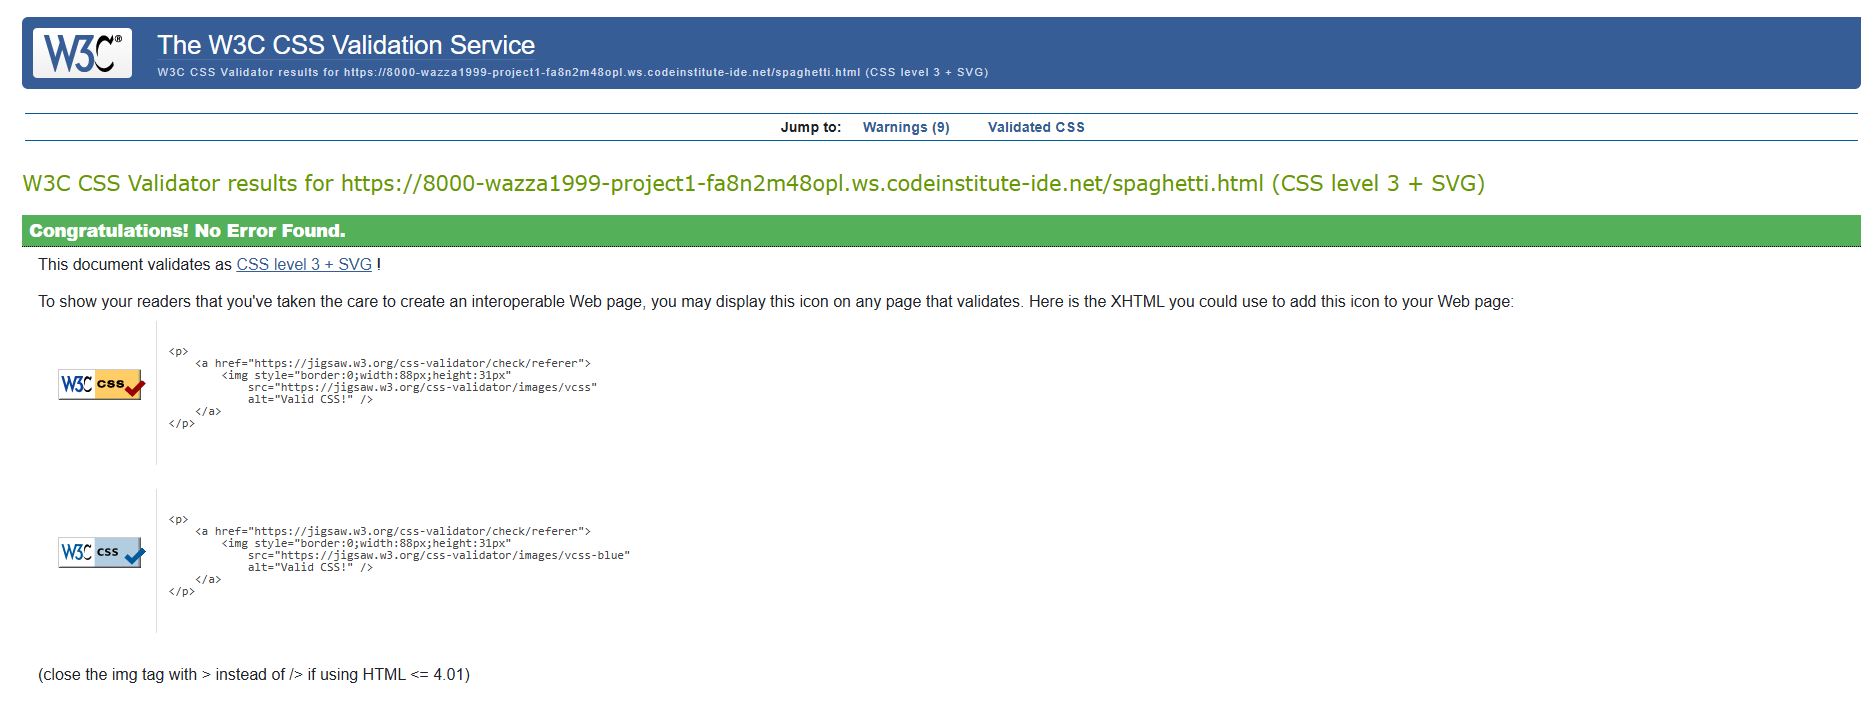 W3C®
The W3C CSS Validation Service
W3C CSS Validator results for https://8000-wazza1999-project1-fa8n2m48opl.ws.codeinstitute-ide.net/spaghetti.html (CSS level 3 + SVG)
Jump to: Warnings (9) Validated CSS
W3C CSS Validator results for https://8000-wazza1999-project1-fa8n2m48opl.ws.codeinstitute-ide.net/spaghetti.html (CSS level 3 + SVG)
Congratulations! No Error Found.
This document validates as CSS level 3 + SVG !
To show your readers that you've taken the care to create an interoperable Web page, you may display this icon on any page that validates. Here is the XHTML you could use to add this icon to your Web page:
W3C css
<p>
<a href="https://jigsaw.w3.org/css-validator/check/referer">
<img style="border:0;width:88px;height:31px"
src="https://jigsaw.w3.org/css-validator/images/vcss"
alt="Valid CSS!" />
</a>
</p>
W3C css
<p>
<a href="https://jigsaw.w3.org/css-validator/check/referer">
<img style="border:0;width:88px;height:31px"
src="https://jigsaw.w3.org/css-validator/images/vcss-blue"
alt="Valid CSS!" />
</a>
</p>
(close the img tag with > instead of /> if using HTML <= 4.01)